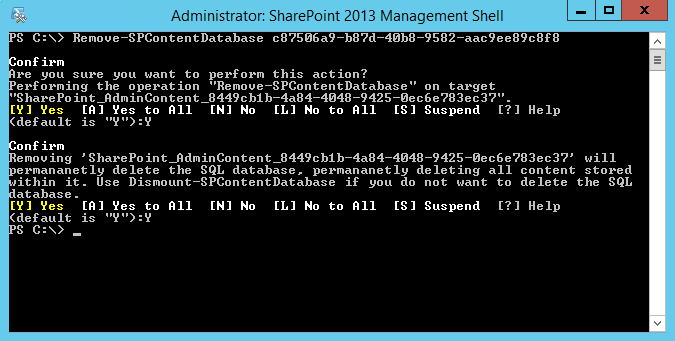 Administrator: SharePoint 2013 Management Shell
PS C:\> Remove-SPContentDatabase c87506a9-b87d-40b8-9582-aac9ee89c8f8
Confirm
Are you sure you want to perform this action?
Performing the operation "Remove-SPContentDatabase" on target
"SharePoint_AdminContent_8449cb1b-4a84-4048-9425-0ec6e783ec37".
[Y] Yes  [A] Yes to All  [N] No  [L] No to All  [S] Suspend  [?] Help
(default is "Y"):Y
Confirm
Removing 'SharePoint_AdminContent_8449cb1b-4a84-4048-9425-0ec6e783ec37' will
permananetly delete the SQL database, permananetly deleting all content stored
within it. Use Dismount-SPContentDatabase if you do not want to delete the SQL
database.
[Y] Yes  [A] Yes to All  [N] No  [L] No to All  [S] Suspend  [?] Help
(default is "Y"):Y
PS C:\> _